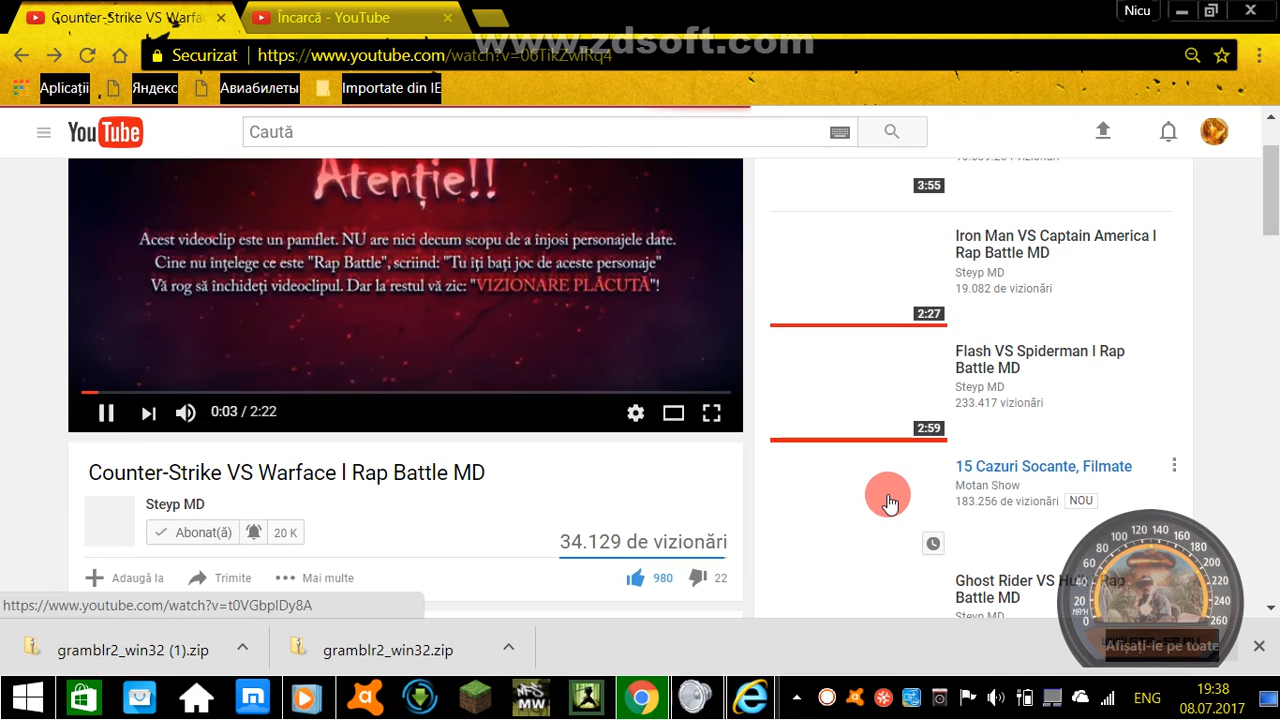 Counter-Strike VS Warfa
Încarcă - YouTube
Nicu
www.zdsoft.com
Securizat
https://www.youtube.com/watch?v=06TikZwiRq4
Aplicații
Яндекс
Авиабилеты
Importate din IE
YouTube
Caută
Atenție!!
Acest videoclip este un pamflet. NU are nici decum scopu de a înjosi personajele date.
Cine nu înțelege ce este "Rap Battle", scriind: "Tu îți bați joc de aceste personaje"
Vă rog să închideți videoclipul. Dar la restul vă zic: "VIZIONARE PLĂCUTĂ"!
0:03 / 2:22
Counter-Strike VS Warface l Rap Battle MD
Steyp MD
Abonat(ă)
20 K
34.129 de vizionări
Adaugă la
Trimite
Mai multe
980
22
3:55
Iron Man VS Captain America l
Rap Battle MD
Steyp MD
19.082 de vizionări
2:27
Flash VS Spiderman l Rap
Battle MD
Steyp MD
233.417 vizionări
2:59
15 Cazuri Socante, Filmate
Motan Show
183.256 de vizionări
NOU
Ghost Rider VS
Battle MD
Steyp MD
0 20 40 60 80 100 120 140 160 180 200 220 240 260
MPH
https://www.youtube.com/watch?v=t0VGbplDy8A
gramblr2_win32 (1).zip
gramblr2_win32.zip
Afișați-le pe toate
NFS
MW
ENG
19:38
08.07.2017